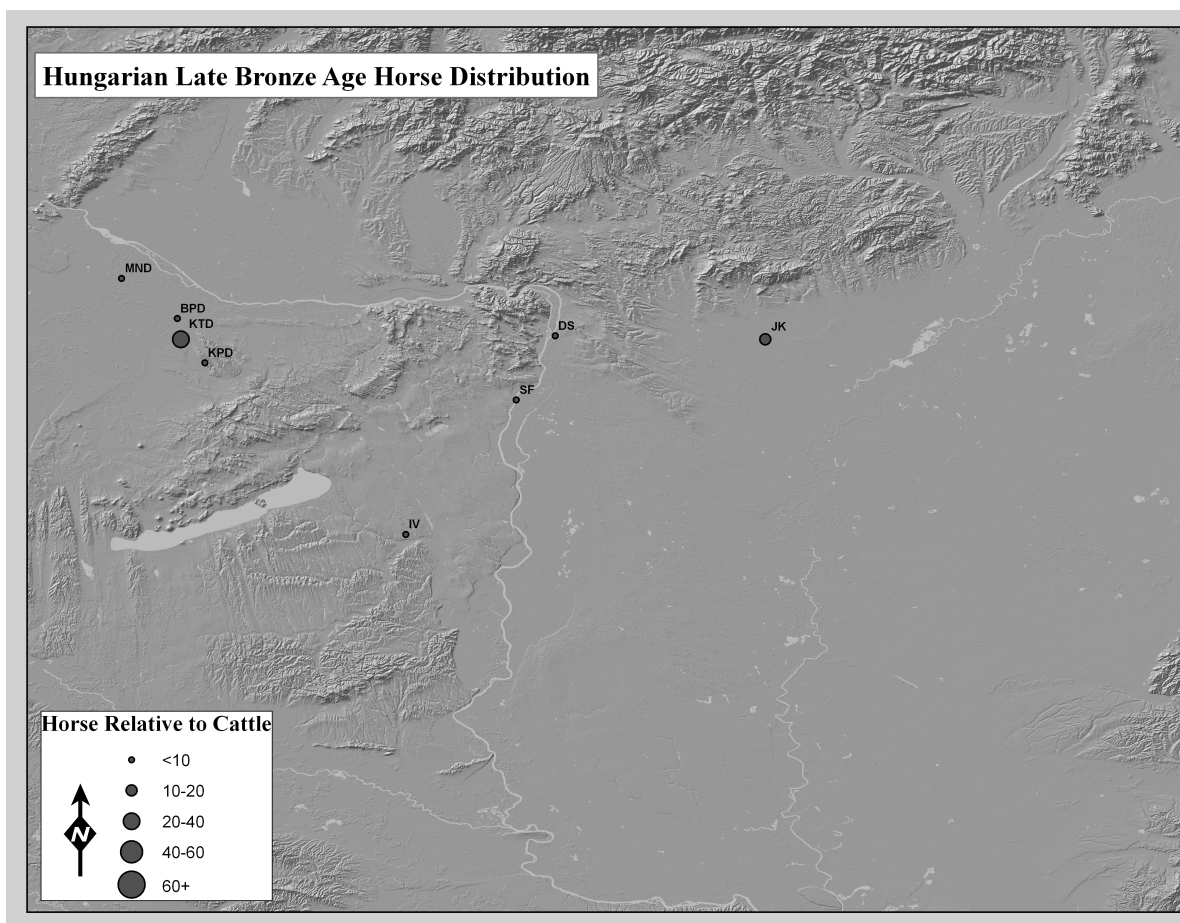 Hungarian Late Bronze Age Horse Distribution
MND
BPD
KTD
KPD
DS
JK
SF
IV
Horse Relative to Cattle
<10
10-20
20-40
40-60
60+
N